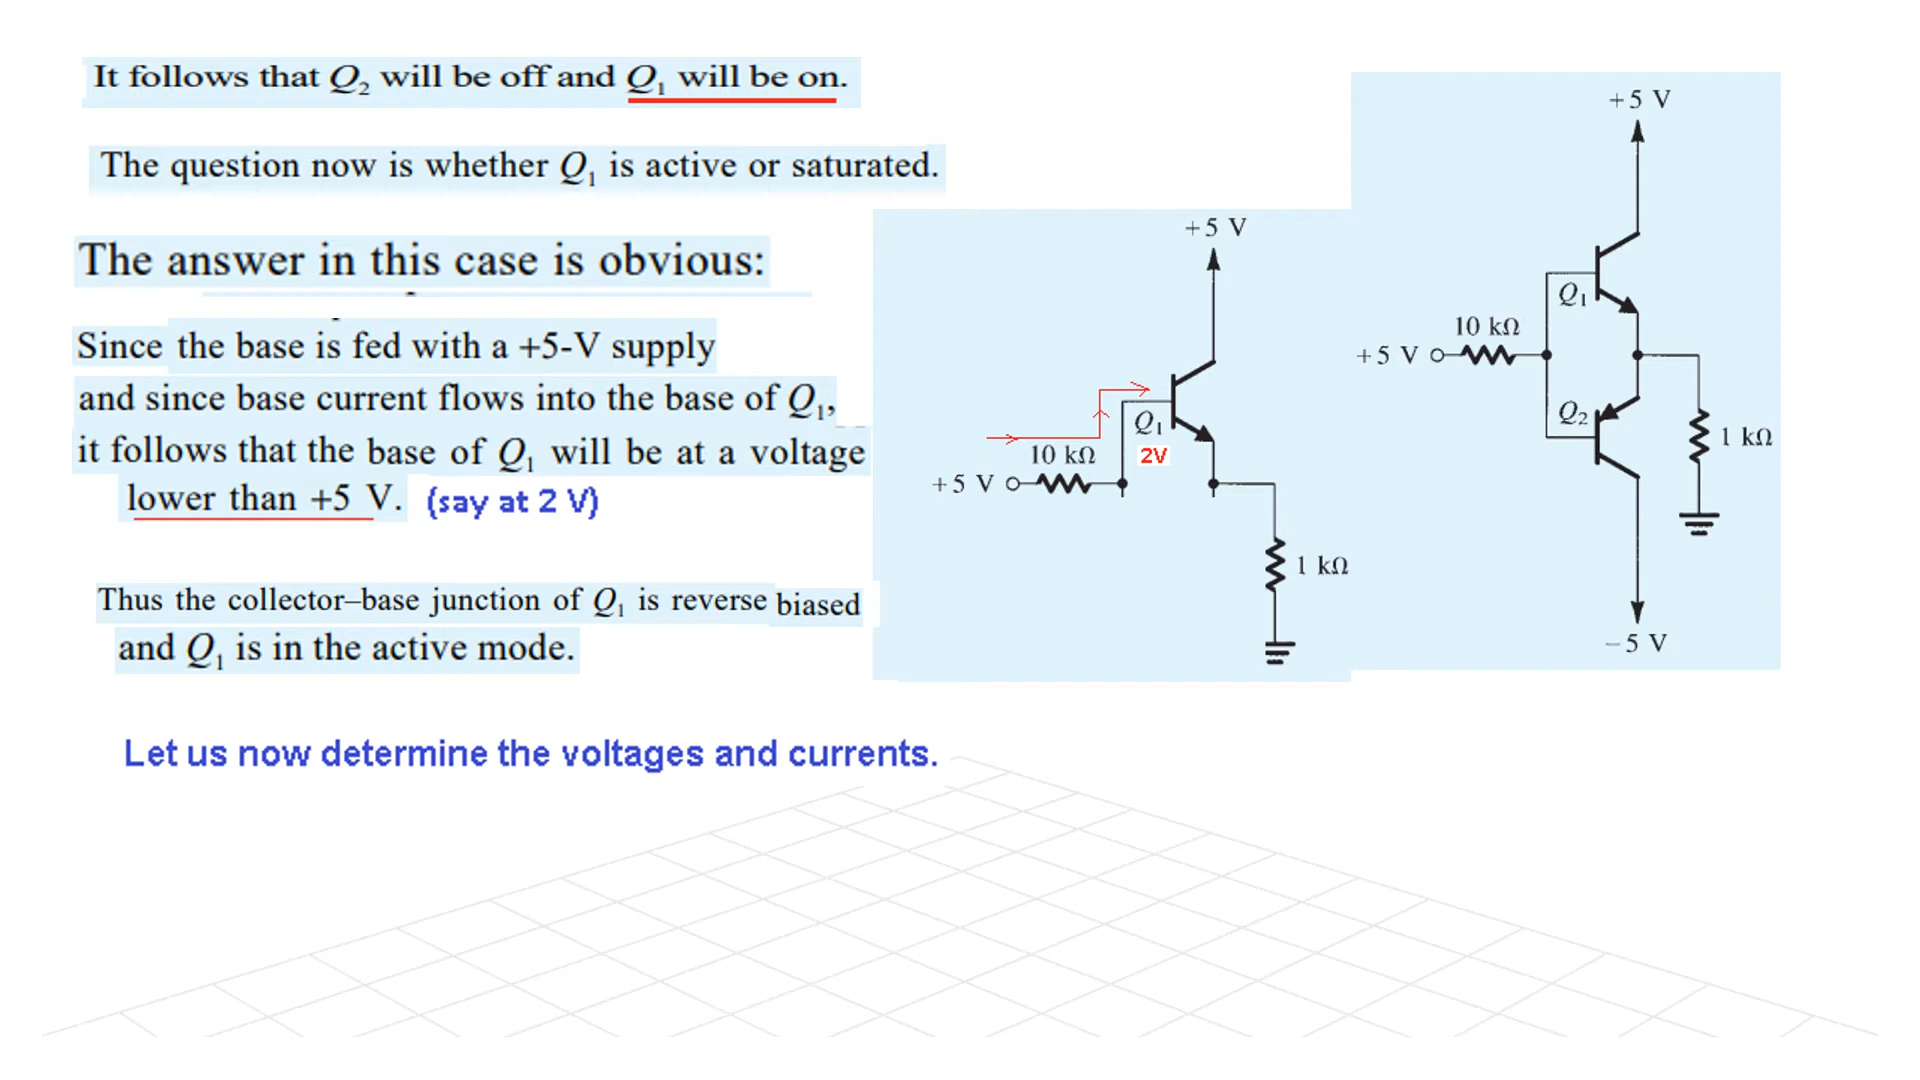 It follows that Q2 will be off and Q1 will be on.
The question now is whether Q1 is active or saturated.
The answer in this case is obvious:
Since the base is fed with a +5-V supply
and since base current flows into the base of Q1,
it follows that the base of Q1 will be at a voltage
lower than +5 V. (say at 2 V)
Thus the collector–base junction of Q1 is reverse biased
and Q1 is in the active mode.
Let us now determine the voltages and currents.
+5 V
Q1
2V
10 kΩ
+5 V
1 kΩ
+5 V
Q1
10 kΩ
+5 V
Q2
1 kΩ
−5 V